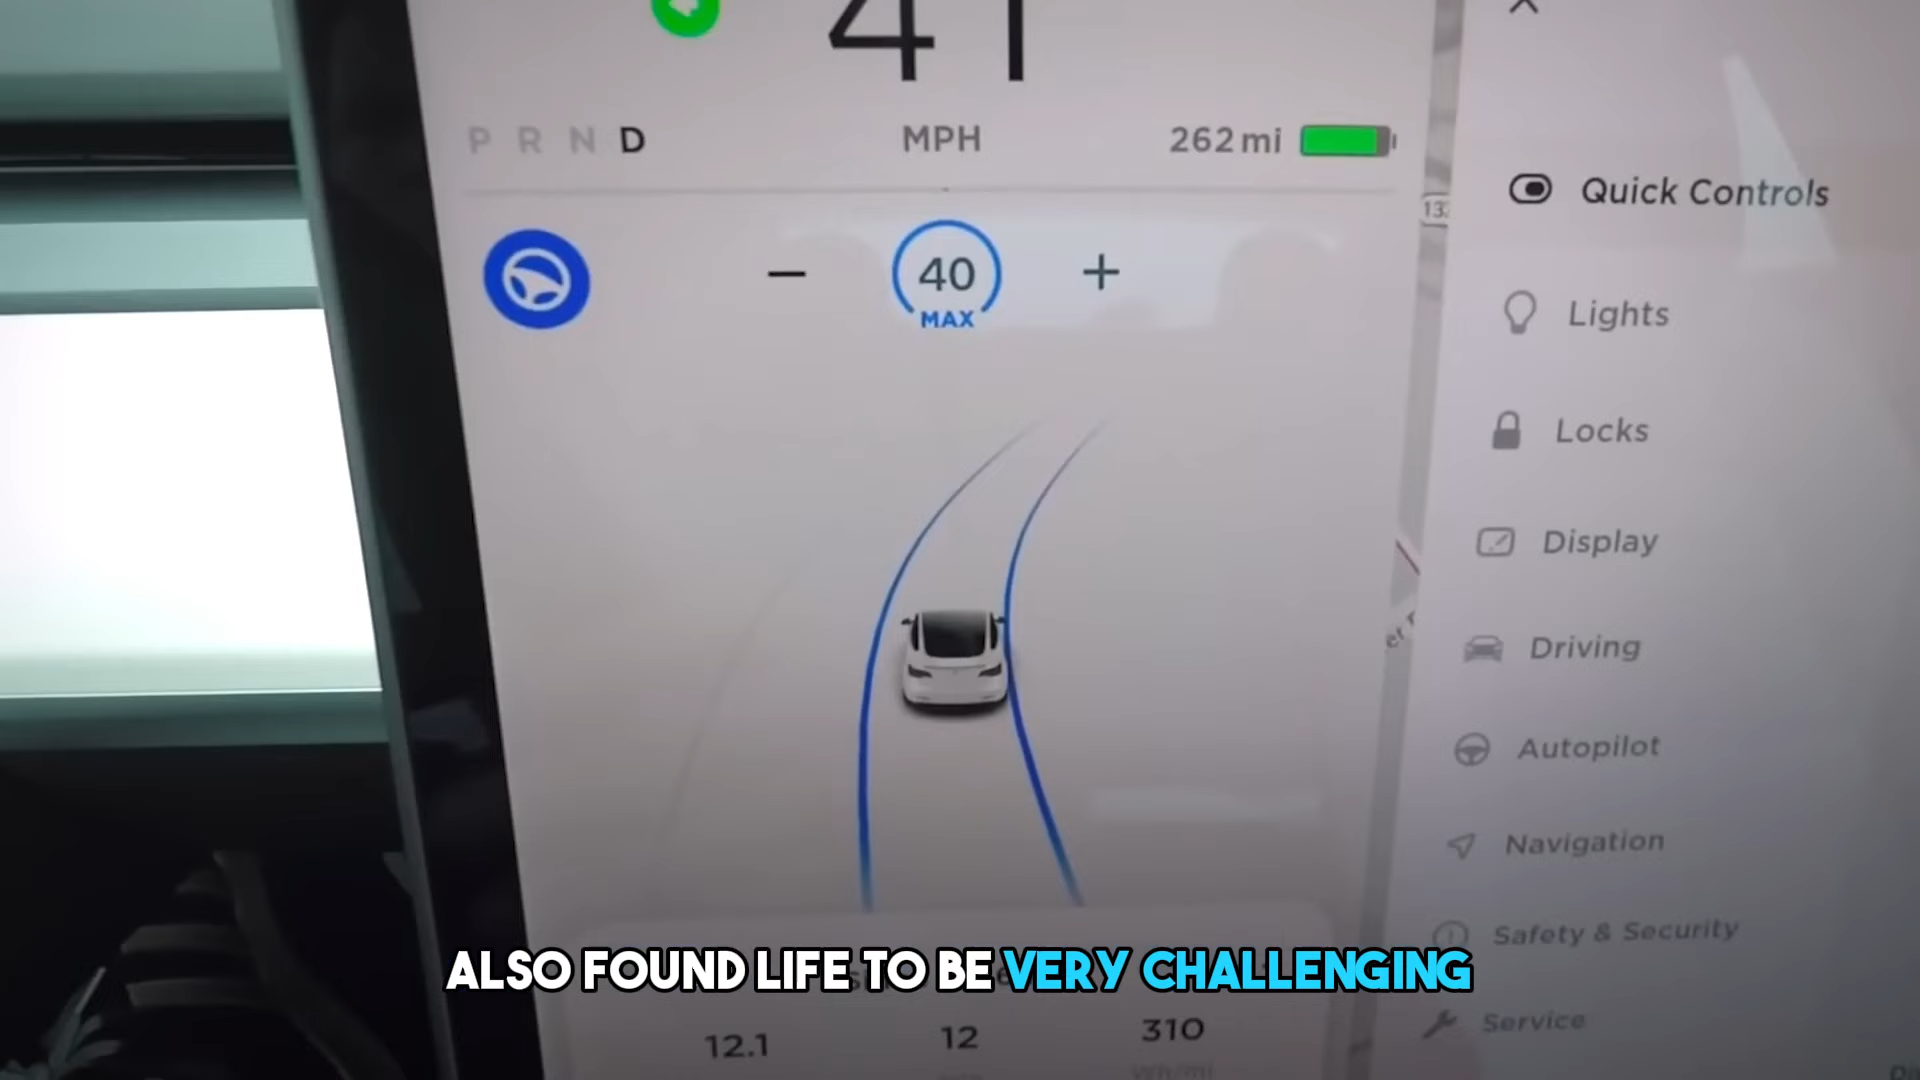 41
P R N D
MPH
262 mi
40
MAX
Quick Controls
Lights
Locks
Display
Driving
Autopilot
Navigation
Safety & Security
Service
ALSO FOUND LIFE TO BE VERY CHALLENGING
12.1
12
310